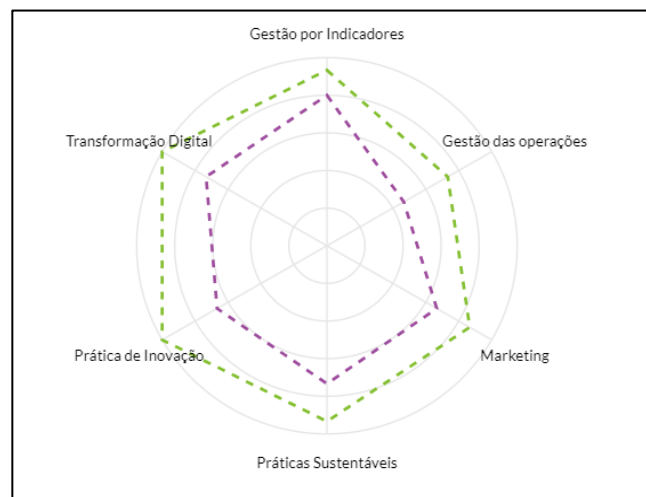 Gestão por Indicadores
Transformação Digital
Gestão das operações
Prática de Inovação
Marketing
Práticas Sustentáveis